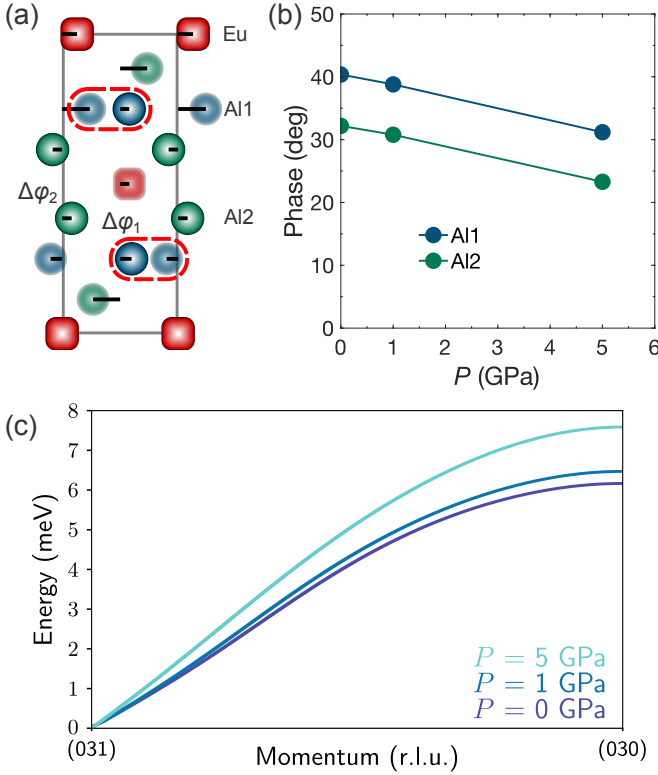 (a)
Eu
Al1
Δφ2
Δφ1
Al2
(b)
50
40
30
20
10
0
Phase (deg)
Al1
Al2
0
1
2
3
4
5
6
P (GPa)
(c)
8
7
6
5
4
3
2
1
0
Energy (meV)
P = 5 GPa
P = 1 GPa
P = 0 GPa
(031)
Momentum (r.l.u.)
(030)